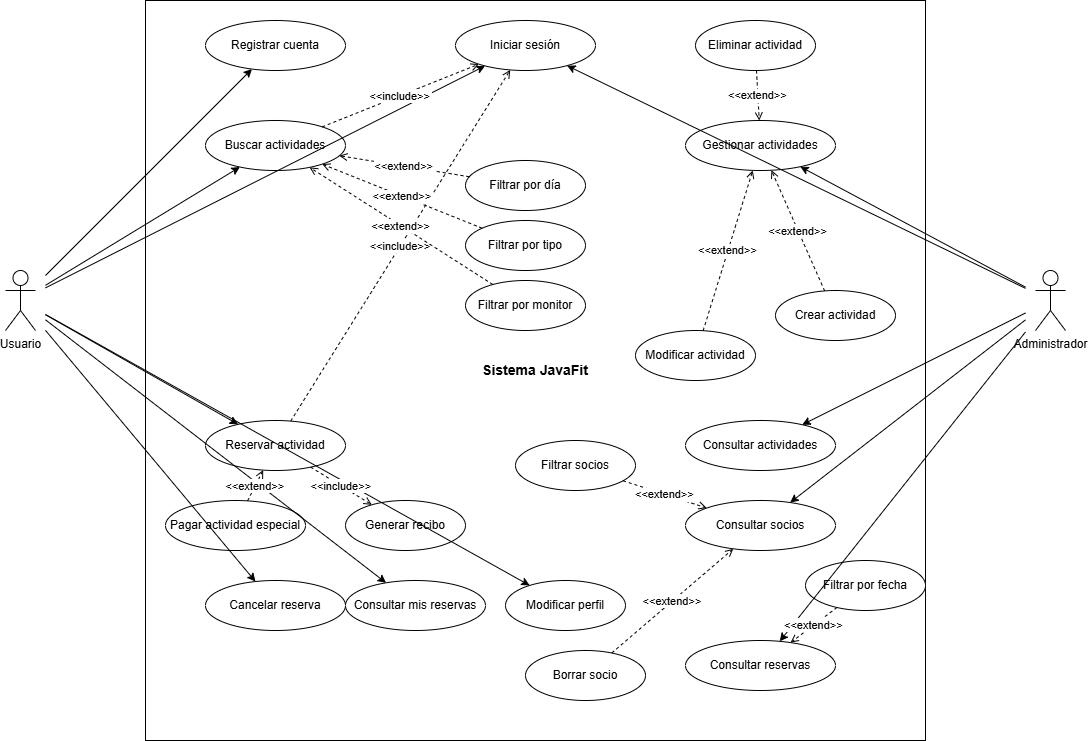 Registrar cuenta
Iniciar sesión
Eliminar actividad
<<include>>
<<extend>>
Buscar actividades
Gestionar actividades
<<extend>>
Filtrar por día
<<extend>>
<<extend>>
<<extend>>
<<include>>
Filtrar por tipo
<<extend>>
Filtrar por monitor
Crear actividad
Usuario
Administrador
Modificar actividad
Sistema JavaFit
Reservar actividad
Consultar actividades
Filtrar socios
<<extend>>
<<include>>
<<extend>>
Pagar actividad especial
Generar recibo
Consultar socios
Filtrar por fecha
Cancelar reserva
Consultar mis reservas
Modificar perfil
<<extend>>
<<extend>>
Borrar socio
Consultar reservas